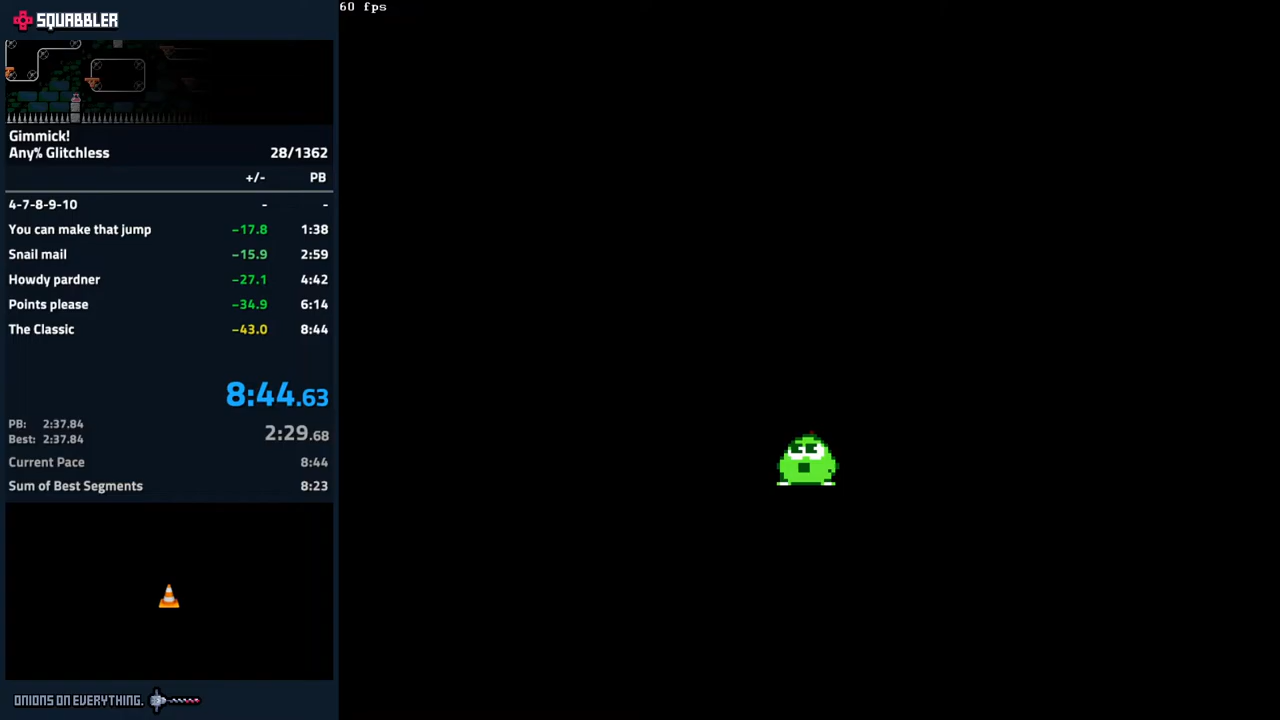 60 fps
SQUABBLER
Gimmick!
Any% Glitchless 28/1362
+/- PB
4-7-8-9-10 - -
You can make that jump −17.8 1:38
Snail mail −15.9 2:59
Howdy pardner −27.1 4:42
Points please −34.9 6:14
The Classic −43.0 8:44
8:44.63
PB: 2:37.84
Best: 2:37.84
2:29.68
Current Pace 8:44
Sum of Best Segments 8:23
ONIONS ON EVERYTHING.